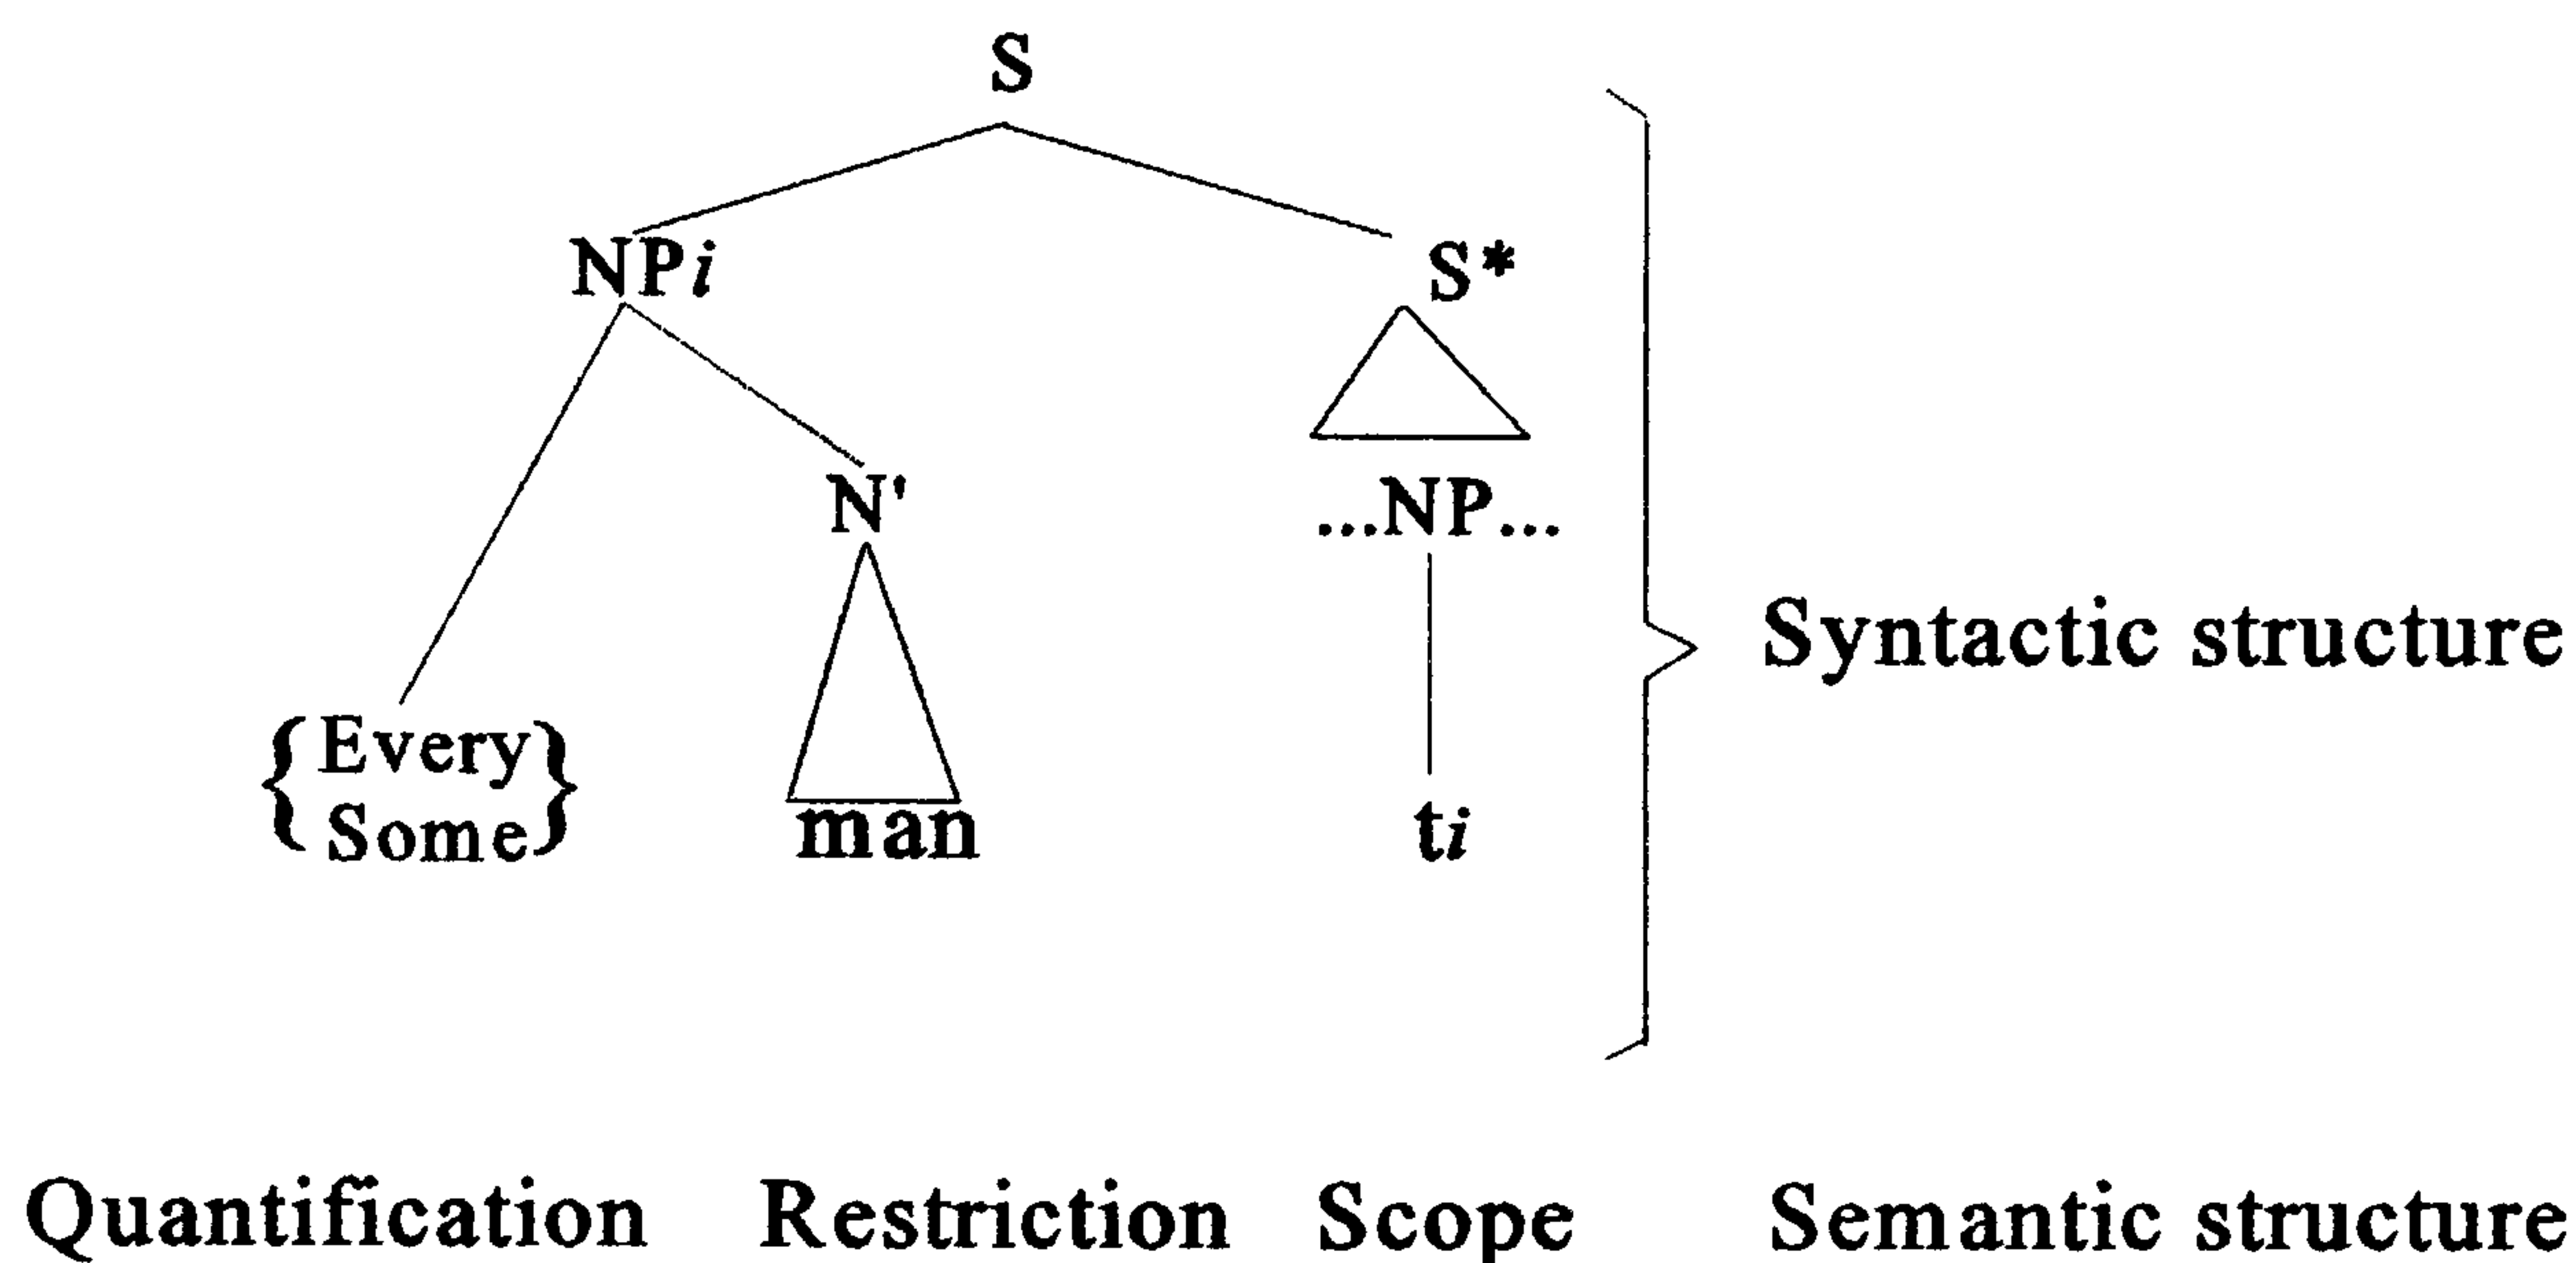 S
NPi S*
N' ...NP...
Syntactic structure
{Every
Some} man ti
Quantification Restriction Scope Semantic structure